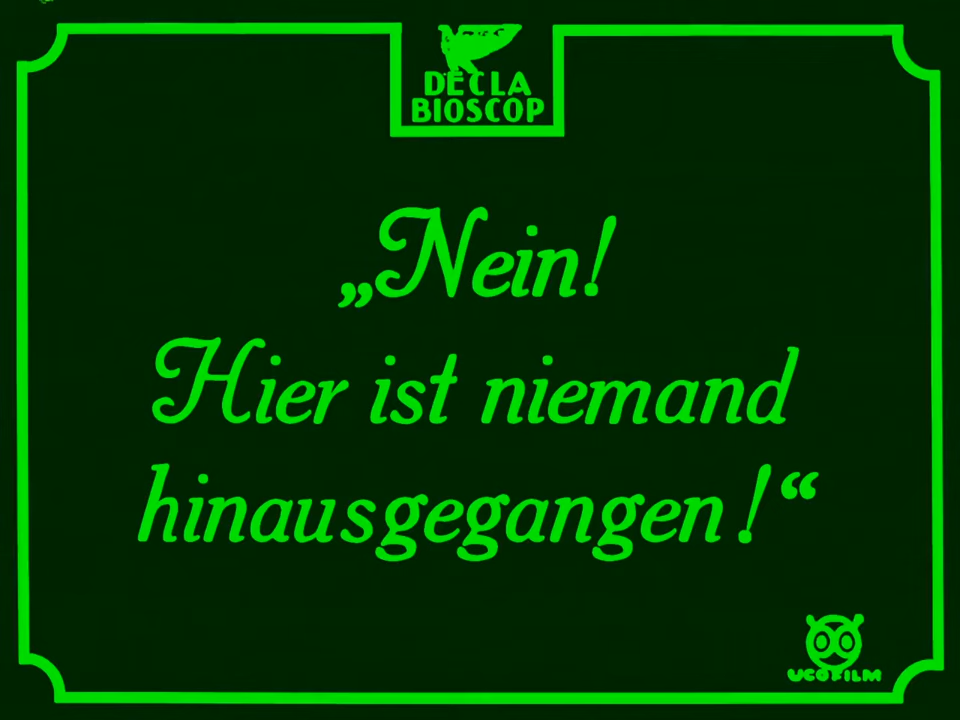 DECLA
BIOSCOP
„Nein!
Hier ist niemand
hinausgegangen!“
UCOFILM